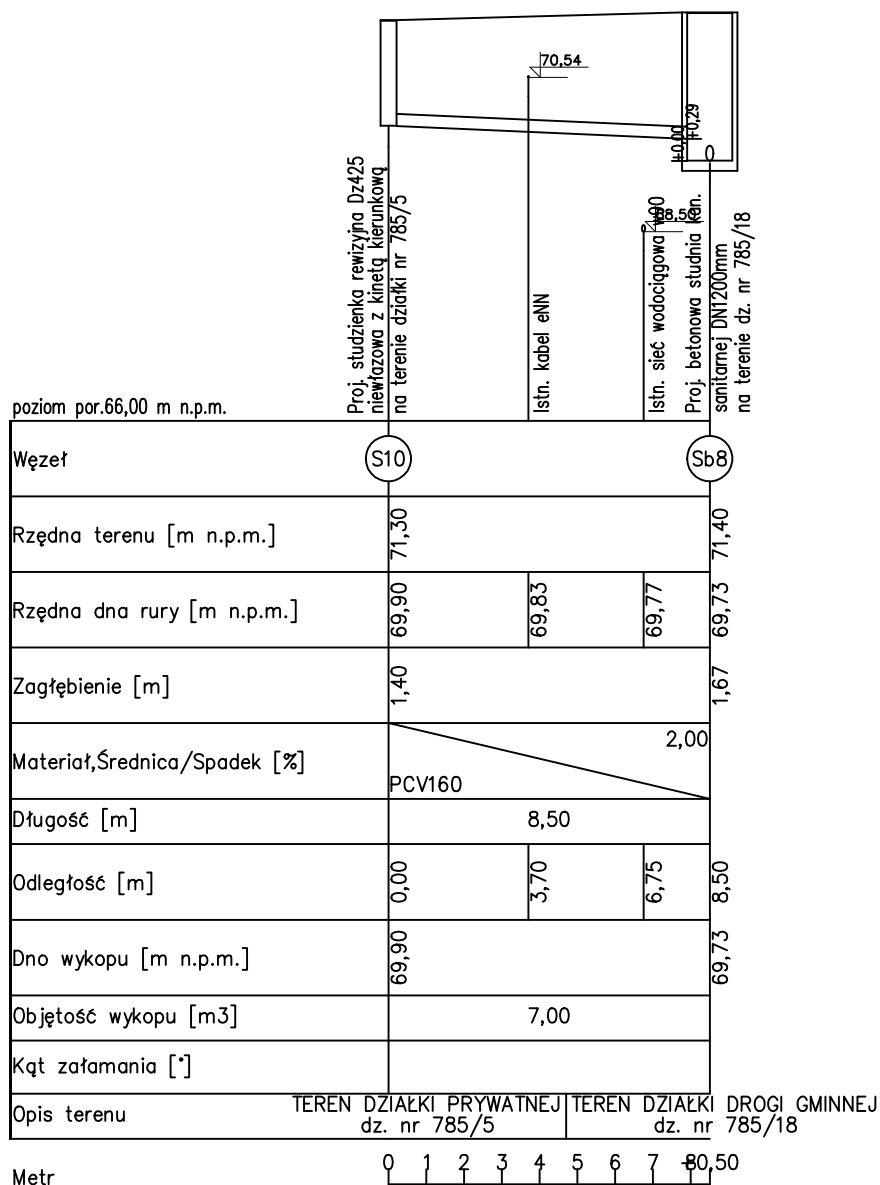 70,54
+0,00
+0,29
0
68,50
Proj. studzienka rewizyjna Dz425
niewłazowa z kinetą kierunkową
na terenie działki nr 785/5
Istn. kabel eNN
Istn. sieć wodociągowa
Proj. betonowa studnia kan.
sanitarnej DN1200mm
na terenie dz. nr 785/18
poziom por.66,00 m n.p.m.
Węzeł S10 Sb8
Rzędna terenu [m n.p.m.] 71,30 71,40
Rzędna dna rury [m n.p.m.] 69,90 69,83 69,77 69,73
Zagłębienie [m] 1,40 1,67
Materiał,Średnica/Spadek [%] PCV160 2,00
Długość [m] 8,50
Odległość [m] 0,00 3,70 6,75 8,50
Dno wykopu [m n.p.m.] 69,90 69,73
Objętość wykopu [m3] 7,00
Kąt załamania [°]
Opis terenu
TEREN DZIAŁKI PRYWATNEJ
dz. nr 785/5
TEREN DZIAŁKI DROGI GMINNEJ
dz. nr 785/18
Metr 0 1 2 3 4 5 6 7